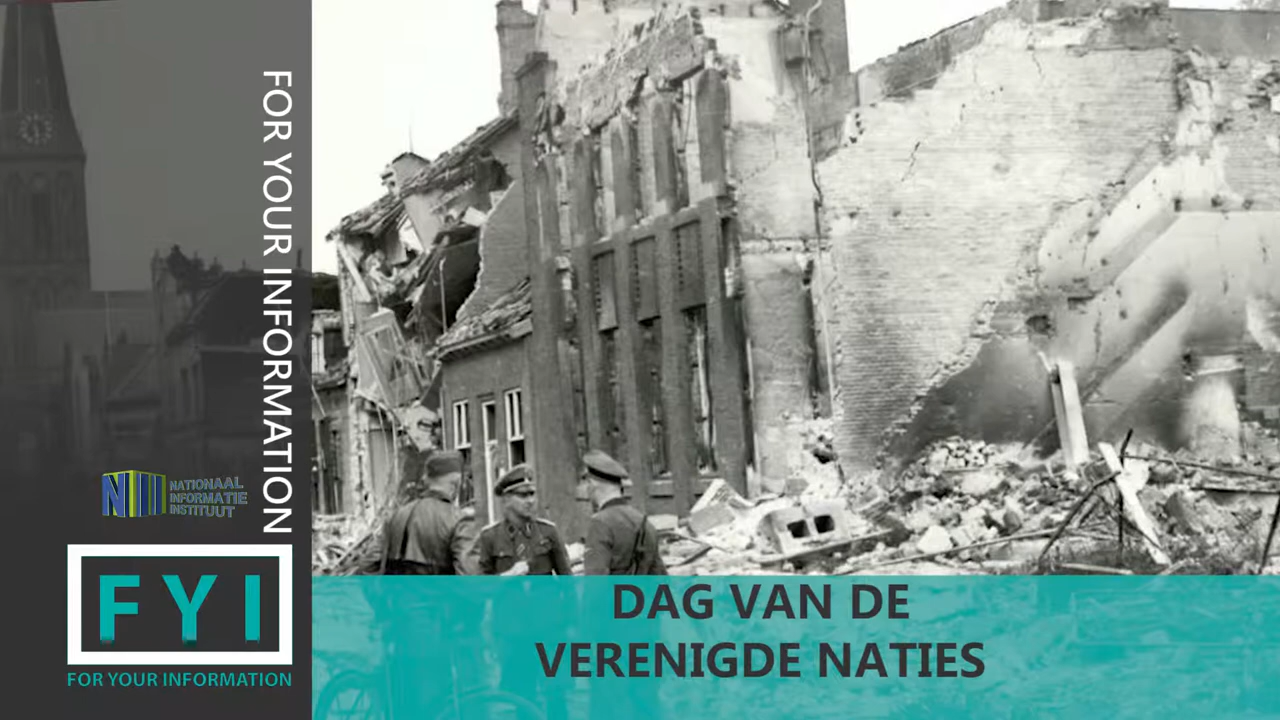 FOR YOUR INFORMATION
NATIONAAL
INFORMATIE
INSTITUUT
FYI
FOR YOUR INFORMATION
DAG VAN DE
VERENIGDE NATIES